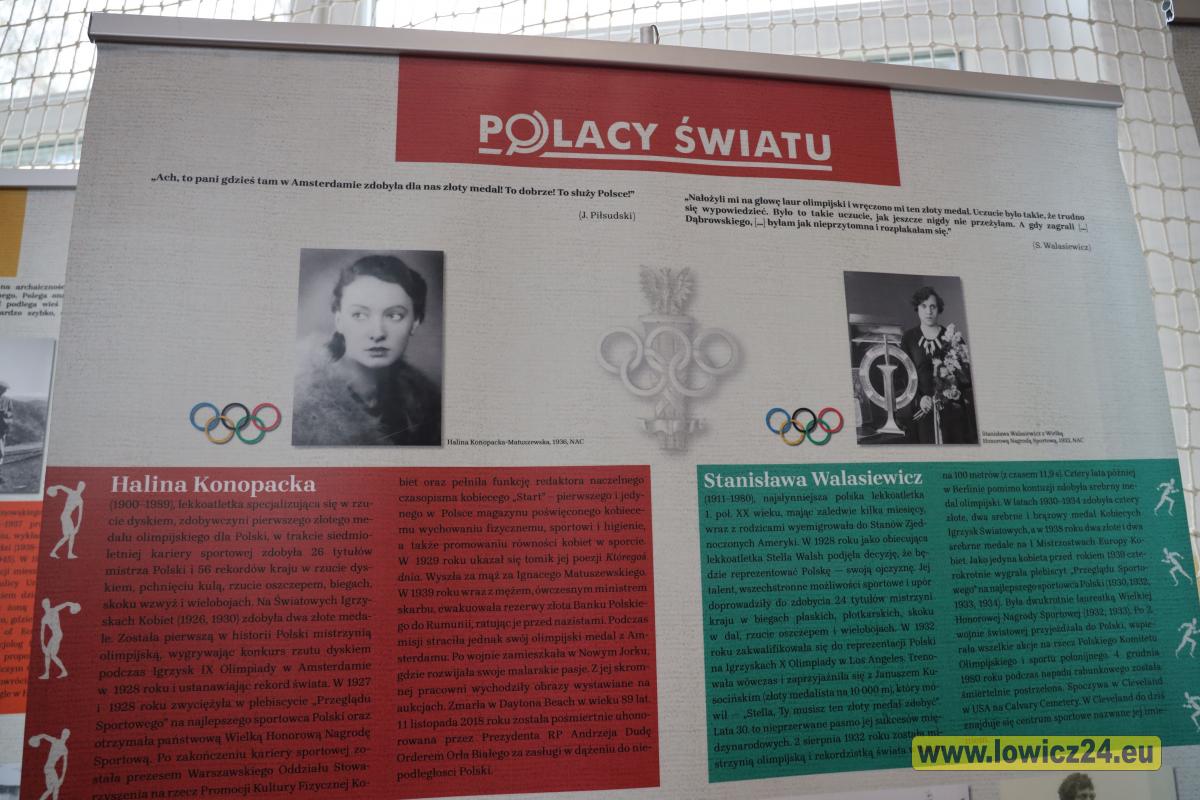 POLACY ŚWIATU
„Ach, to pani gdzieś tam w Amsterdamie zdobyła dla nas złoty medal! To dobrze! To służy Polsce!”
(J. Piłsudski)
„Nałożyli mi na głowę laur olimpijski i wręczono mi ten złoty medal. Uczucie było takie, że trudno
się wypowiedzieć. Było to takie uczucie, jak jeszcze nigdy nie przeżyłam. A gdy zagrali [...]
Dąbrowskiego, [...] byłam jak nieprzytomna i rozpłakałam się.”
(S. Walasiewicz)
Halina Konopacka-Matuszewska, 1936, NAC
Stanisława Walasiewicz z Wielką
Honorową Nagrodą Sportową, 1933, NAC
Halina Konopacka
(1900–1989), lekkoatletka specjalizująca się w rzu-
cie dyskiem, zdobywczyni pierwszego złotego me-
dalu olimpijskiego dla Polski, w trakcie siedmio-
letniej kariery sportowej zdobyła 26 tytułów
mistrza Polski i 56 rekordów kraju w rzucie dys-
kiem, pchnięciu kulą, rzucie oszczepem, biegach,
skoku wzwyż i wielobojach. Na Światowych Igrzy-
skach Kobiet (1926, 1930) zdobyła dwa złote meda-
le. Została pierwszą w historii Polski mistrzynią
olimpijską, wygrywając konkurs rzutu dyskiem
podczas Igrzysk IX Olimpiady w Amsterdamie
w 1928 roku i ustanawiając rekord świata. W 1927
i 1928 roku zwyciężyła w plebiscycie „Przeglądu
Sportowego” na najlepszego sportowca Polski oraz
otrzymała państwową Wielką Honorową Nagrodę
Sportową. Po zakończeniu kariery sportowej zo-
stała prezesem Warszawskiego Oddziału Stowa-
rzyszenia na rzecz Promocji Kultury Fizycznej Ko-
biet oraz pełniła funkcję redaktora naczelnego
czasopisma kobiecego „Start” – pierwszego i jedy-
nego w Polsce magazynu poświęconego kobiece-
mu wychowaniu fizycznemu, sportowi i higienie,
a także promowaniu równości kobiet w sporcie.
W 1929 roku ukazał się tomik jej poezji Któregoś
dnia. Wyszła za mąż za Ignacego Matuszewskiego.
W 1939 roku wraz z mężem, ówczesnym ministrem
skarbu, ewakuowała rezerwy złota Banku Polskie-
go do Rumunii, ratując je przed nazistami. Podczas
misji straciła jednak swój olimpijski medal z Am-
sterdamu. Po wojnie zamieszkała w Nowym Jorku,
gdzie rozwijała swoje malarskie pasje. Z jej skrom-
nej pracowni wychodziły obrazy wystawiane na
aukcjach. Zmarła w Daytona Beach w wieku 89 lat.
11 listopada 2018 roku została pośmiertnie uhono-
rowana przez Prezydenta RP Andrzeja Dudę
Orderem Orła Białego za zasługi w dążeniu do nie-
podległości Polski.
Stanisława Walasiewicz
(1911–1980), najsłynniejsza polska lekkoatletka
1. poł. XX wieku, mając zaledwie kilka miesięcy,
wraz z rodzicami wyemigrowała do Stanów Zjed-
noczonych Ameryki. W 1928 roku jako obiecująca
lekkoatletka Stella Walsh podjęła decyzję, że bę-
dzie reprezentować Polskę – swoją ojczyznę. Jej
talent, wszechstronne możliwości sportowe i upór
doprowadziły do zdobycia 24 tytułów mistrzyni
kraju w biegach płaskich, płotkarskich, skoku
w dal, rzucie oszczepem i wielobojach. W 1932
roku zakwalifikowała się do reprezentacji Polski
na Igrzyskach X Olimpiady w Los Angeles. Treno-
wała wówczas i zaprzyjaźniła się z Januszem Ku-
socińskim (złoty medalista na 10 000 m), który mó-
wił – „Stella, Ty musisz ten złoty medal zdobyć”.
Lata 30. to nieprzerwane pasmo jej sukcesów mię-
dzynarodowych. 2 sierpnia 1932 roku została mi-
strzynią olimpijską i rekordzistką świata
na 100 metrów (z czasem 11,9 s). Cztery lata później
w Berlinie pomimo kontuzji zdobyła srebrny me-
dal olimpijski. W latach 1930-1934 zdobyła cztery
złote, dwa srebrne i brązowy medal Kobiecych
Igrzysk Światowych, a w 1938 roku dwa złote i dwa
srebrne medale na I Mistrzostwach Europy Ko-
biet. Jako jedyna kobieta przed rokiem 1939 czte-
rokrotnie wygrała plebiscyt „Przeglądu Sporto-
wego” na najlepszego sportowca Polski (1930, 1932,
1933, 1934). Była dwukrotnie laureatką Wielkiej
Honorowej Nagrody Sportowej (1932, 1933). Po 2.
wojnie światowej przyjeżdżała do Polski, wspie-
rała wszelkie akcje na rzecz Polskiego Komitetu
Olimpijskiego i sportu polonijnego. 4. grudnia
1980 roku podczas napadu rabunkowego została
śmiertelnie postrzelona. Spoczywa w Cleveland
w USA na Calvary Cemetery. W Cleveland do dziś
znajduje się centrum sportowe nazwane jej imie-
www.lowicz24.eu